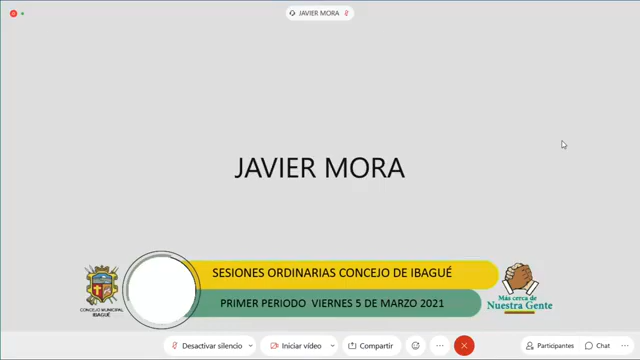 JAVIER MORA
JAVIER MORA
SESIONES ORDINARIAS CONCEJO DE IBAGUÉ
PRIMER PERIODO VIERNES 5 DE MARZO 2021
CONCEJO MUNICIPAL
IBAGUÉ
Más cerca de
Nuestra Gente
Desactivar silencio
Iniciar vídeo
Compartir
Participantes
Chat